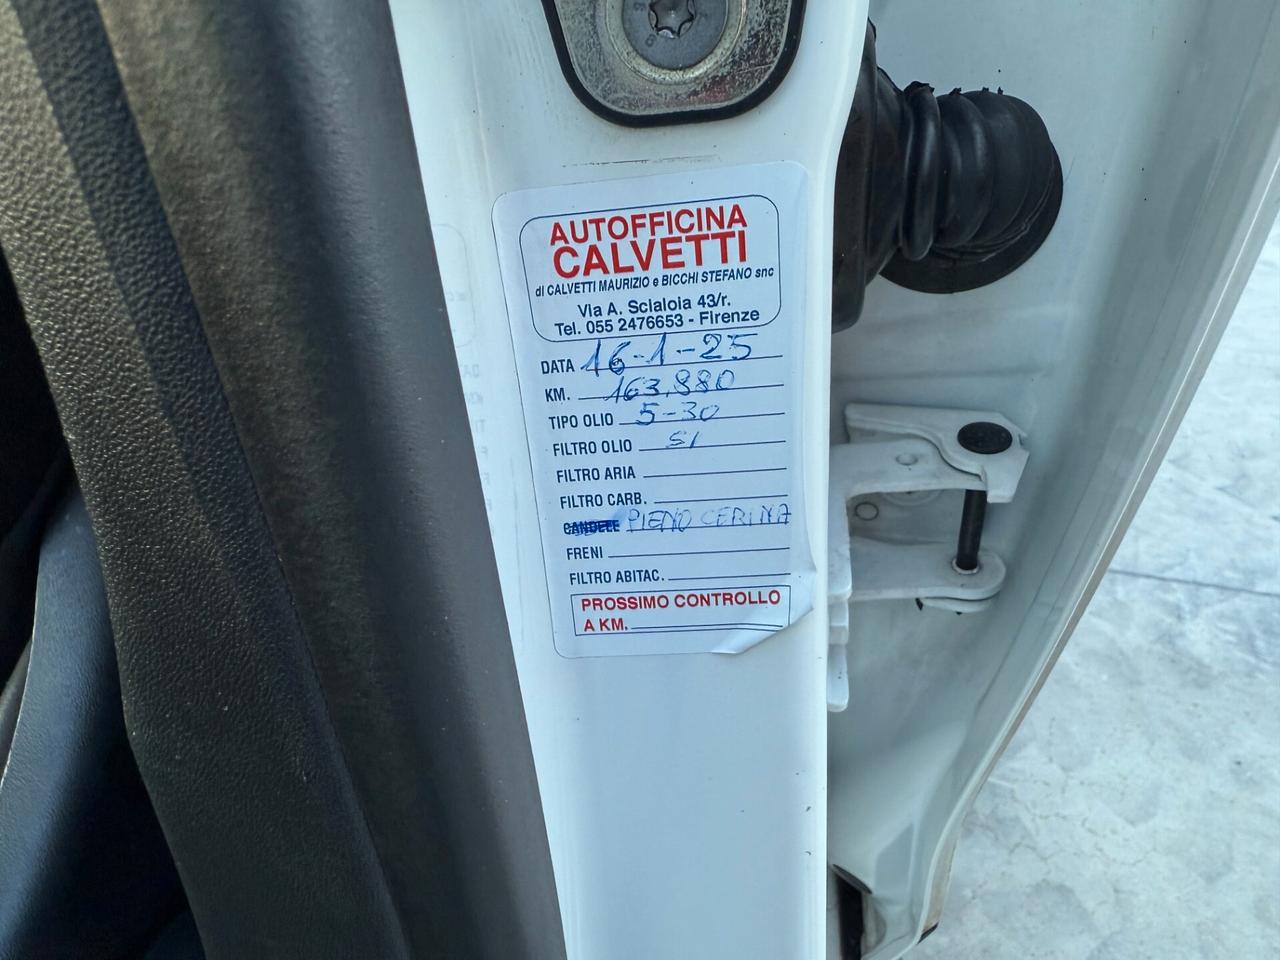 AUTOFFICINA
CALVETTI
di CALVETTI MAURIZIO e BICCHI STEFANO snc
Via A. Scialoia 43/r.
Tel. 055 2476653 - Firenze
DATA 16-1-25
KM. 163.880
TIPO OLIO 5-30
FILTRO OLIO SI
FILTRO ARIA
FILTRO CARB.
CANDELE PIENO CERINA
FRENI
FILTRO ABITAC.
PROSSIMO CONTROLLO
A KM.